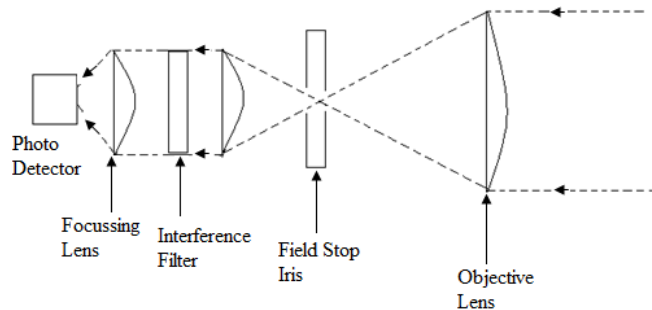 Photo
Detector
Focussing
Lens
Interference
Filter
Field Stop
Iris
Objective
Lens